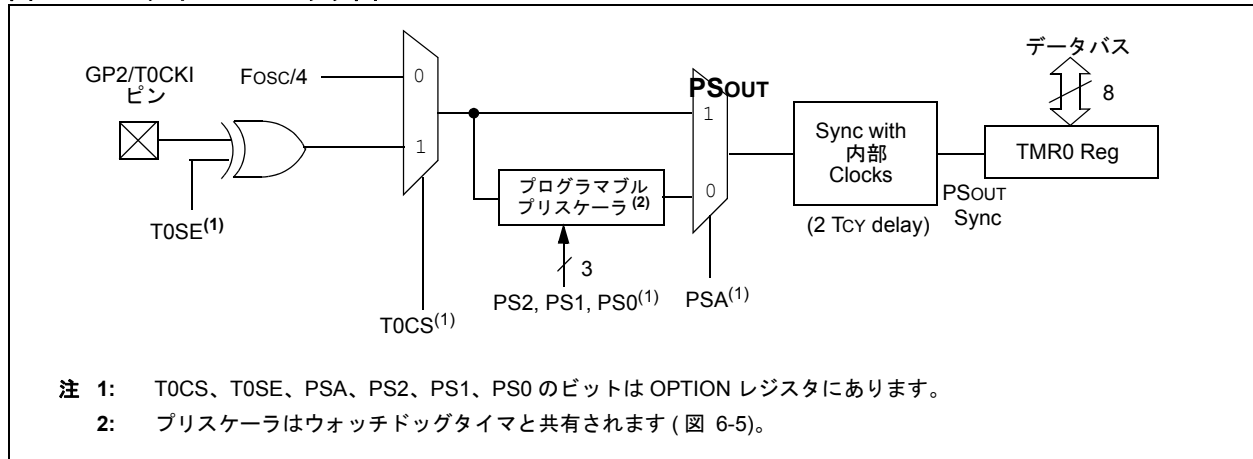 GP2/T0CKI
ピン
FOSC/4
0
1
T0SE(1)
T0CS(1)
プログラマブル
プリスケーラ(2)
3
PS2, PS1, PS0(1)
PSOUT
1
0
PSA(1)
Sync with
内部
Clocks
(2 TCY delay)
PSOUT
Sync
データバス
8
TMR0 Reg
注 1: T0CS、T0SE、PSA、PS2、PS1、PS0 のビットは OPTION レジスタにあります。
2: プリスケーラはウォッチドッグタイマと共有されます ( 図 6-5)。